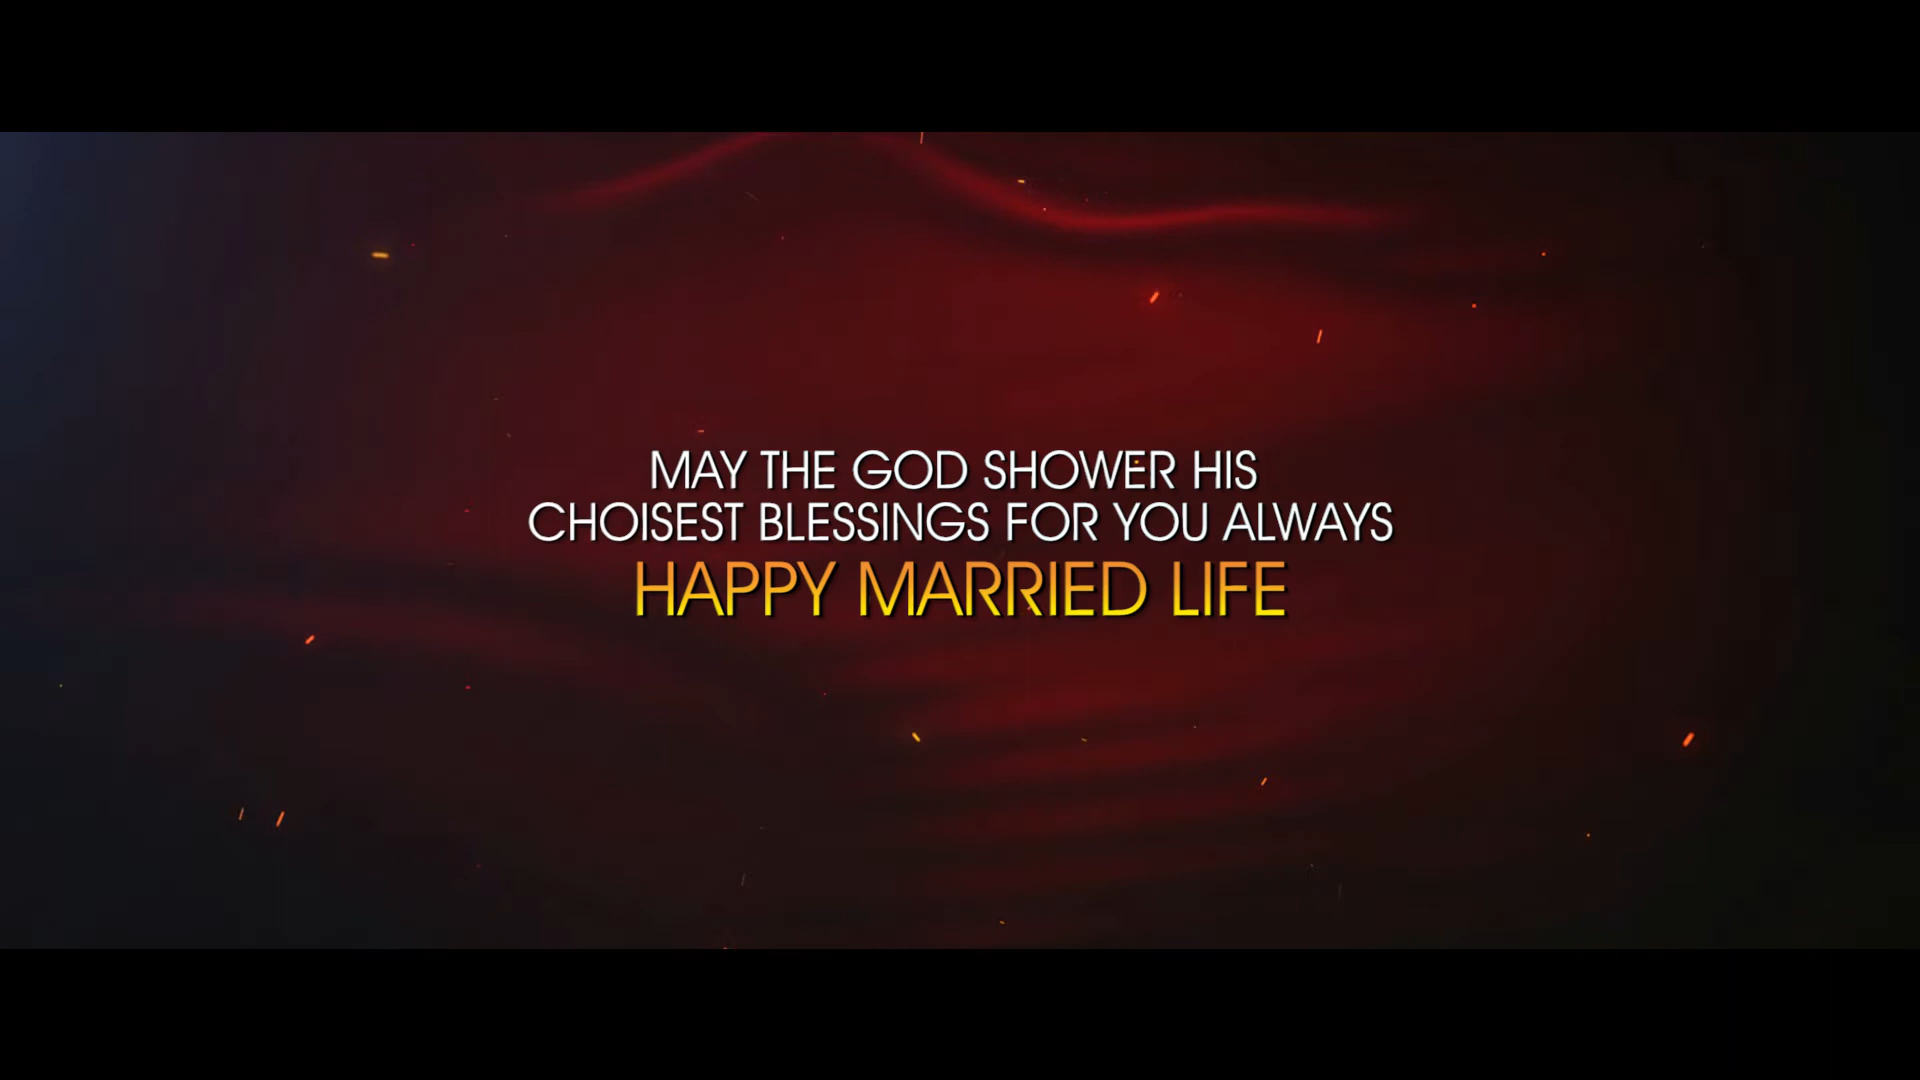 MAY THE GOD SHOWER HIS
CHOISEST BLESSINGS FOR YOU ALWAYS
HAPPY MARRIED LIFE